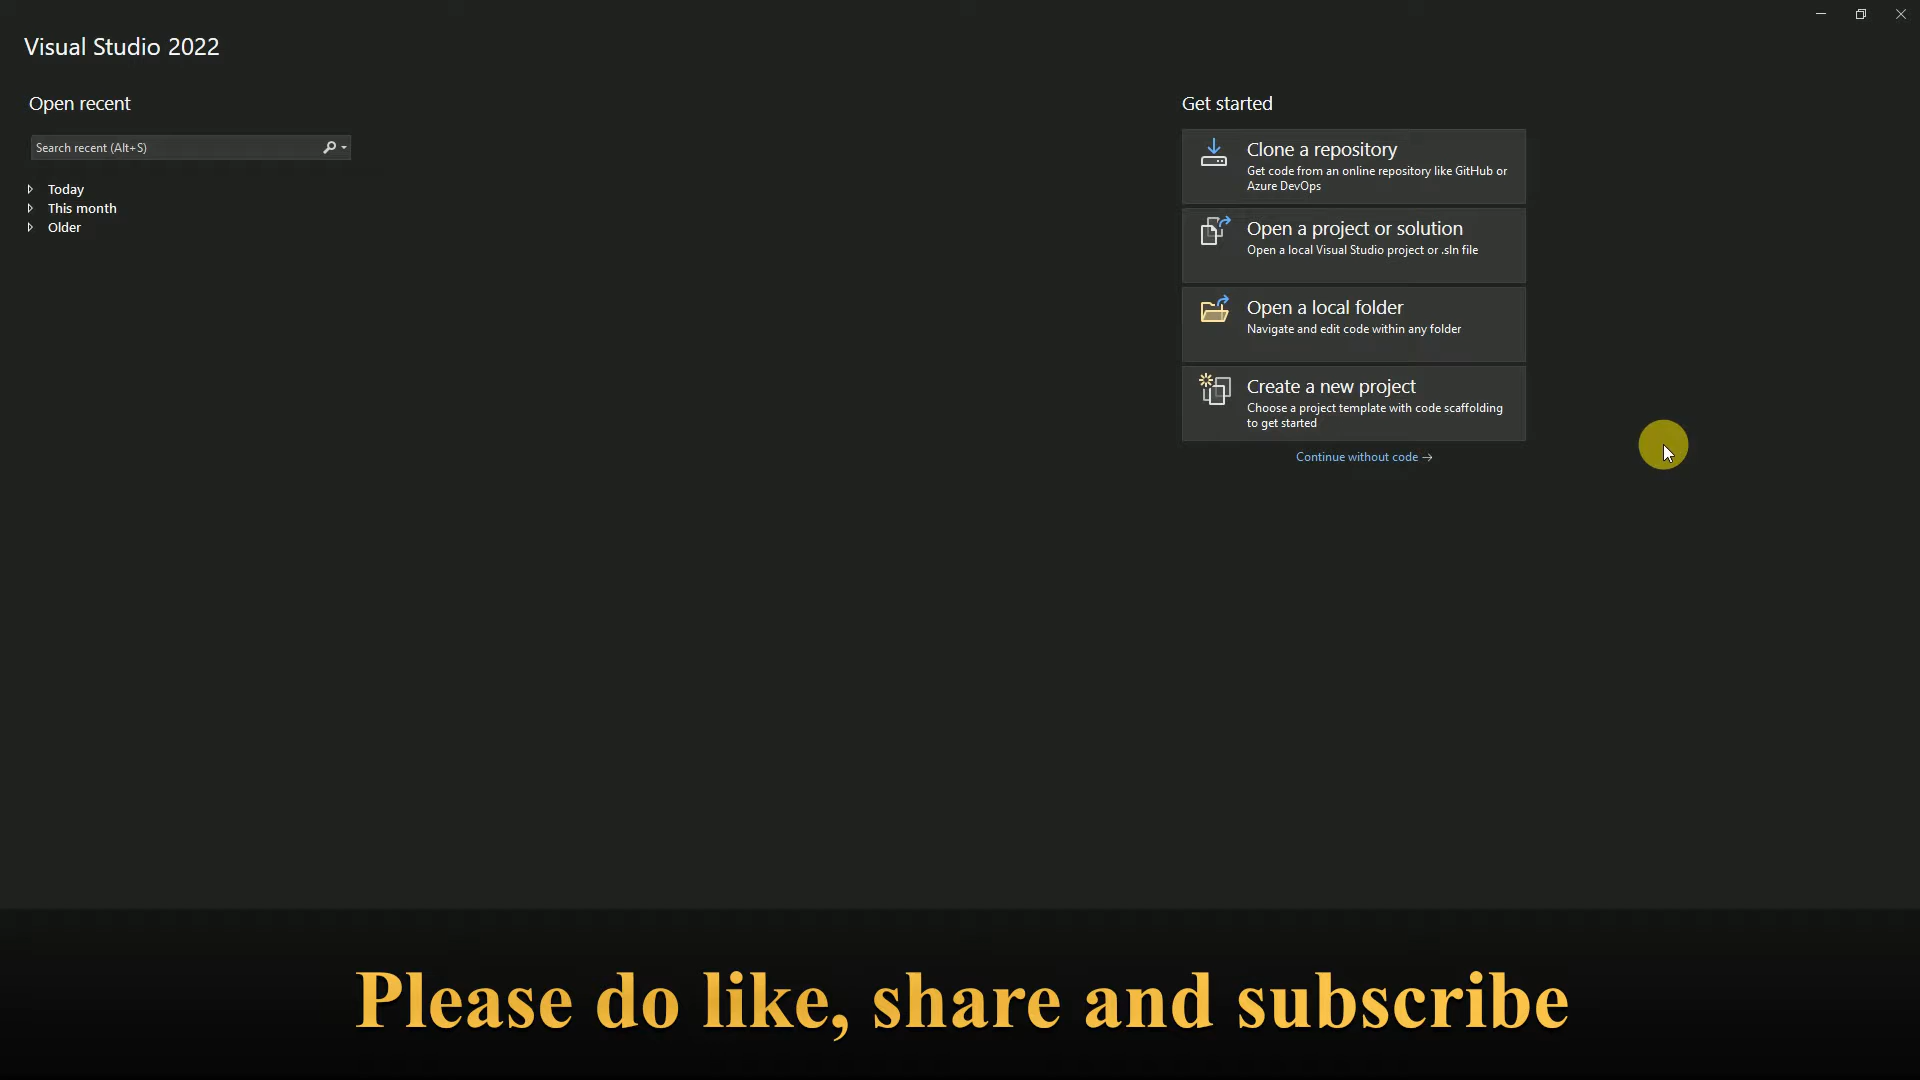 Visual Studio 2022
Open recent
Search recent (Alt+S)
Today
This month
Older
Get started
Clone a repository
Get code from an online repository like GitHub or
Azure DevOps
Open a project or solution
Open a local Visual Studio project or .sln file
Open a local folder
Navigate and edit code within any folder
Create a new project
Choose a project template with code scaffolding
to get started
Continue without code →
Please do like, share and subscribe